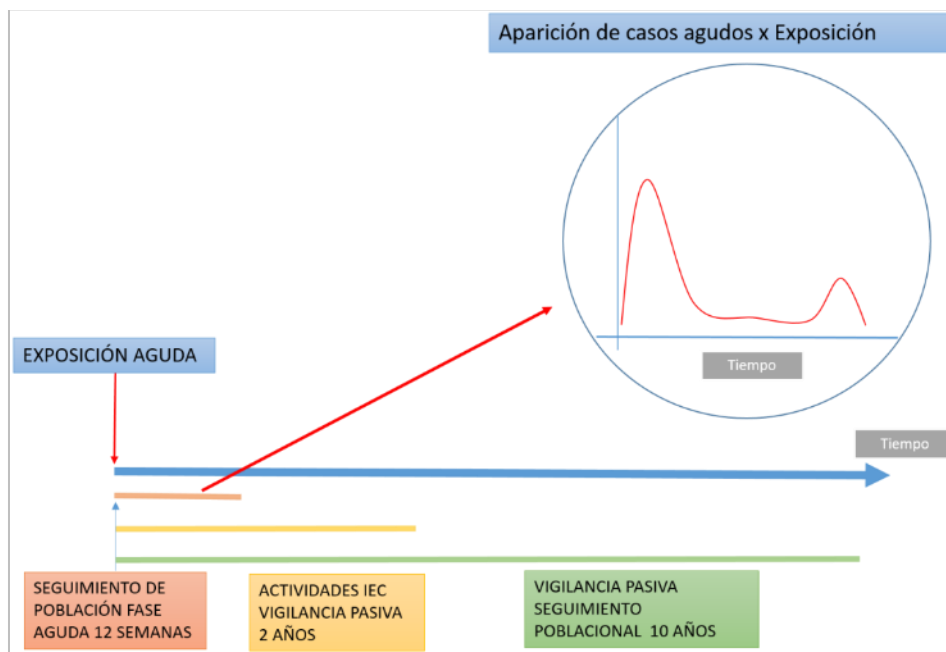 Aparición de casos agudos x Exposición
Tiempo
EXPOSICIÓN AGUDA
Tiempo
SEGUIMIENTO DE
POBLACIÓN FASE
AGUDA 12 SEMANAS
ACTIVIDADES IEC
VIGILANCIA PASIVA
2 AÑOS
VIGILANCIA PASIVA
SEGUIMIENTO
POBLACIONAL 10 AÑOS